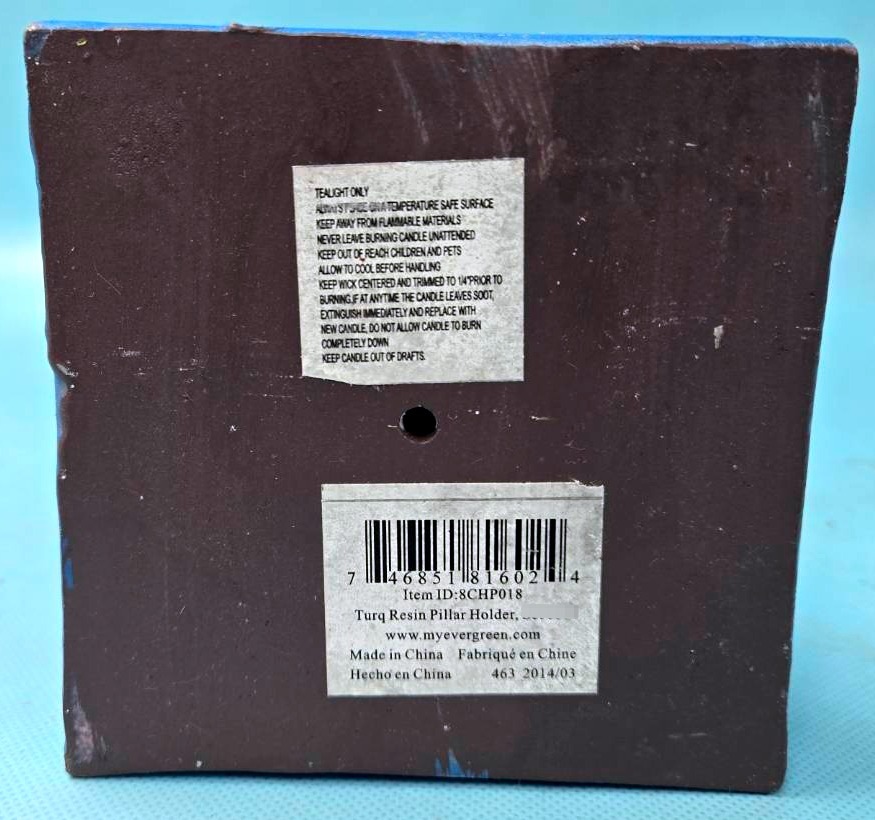 TEALIGHT ONLY
TEMPERATURE SAFE SURFACE
KEEP AWAY FROM FLAMMABLE MATERIALS
NEVER LEAVE BURNING CANDLE UNATTENDED
KEEP OUT OF REACH CHILDREN AND PETS
ALLOW TO COOL BEFORE HANDLING
KEEP WICK CENTERED AND TRIMMED TO 1/4"PRIOR TO
BURNING.IF AT ANYTIME THE CANDLE LEAVES SOOT,
EXTINGUISH IMMEDIATELY AND REPLACE WITH
NEW CANDLE, DO NOT ALLOW CANDLE TO BURN
COMPLETELY DOWN
KEEP CANDLE OUT OF DRAFTS.
7 46851 81602 4
Item ID:8CHP018
Turq Resin Pillar Holder,
www.myevergreen.com
Made in China Fabriqué en Chine
Hecho en China 463 2014/03